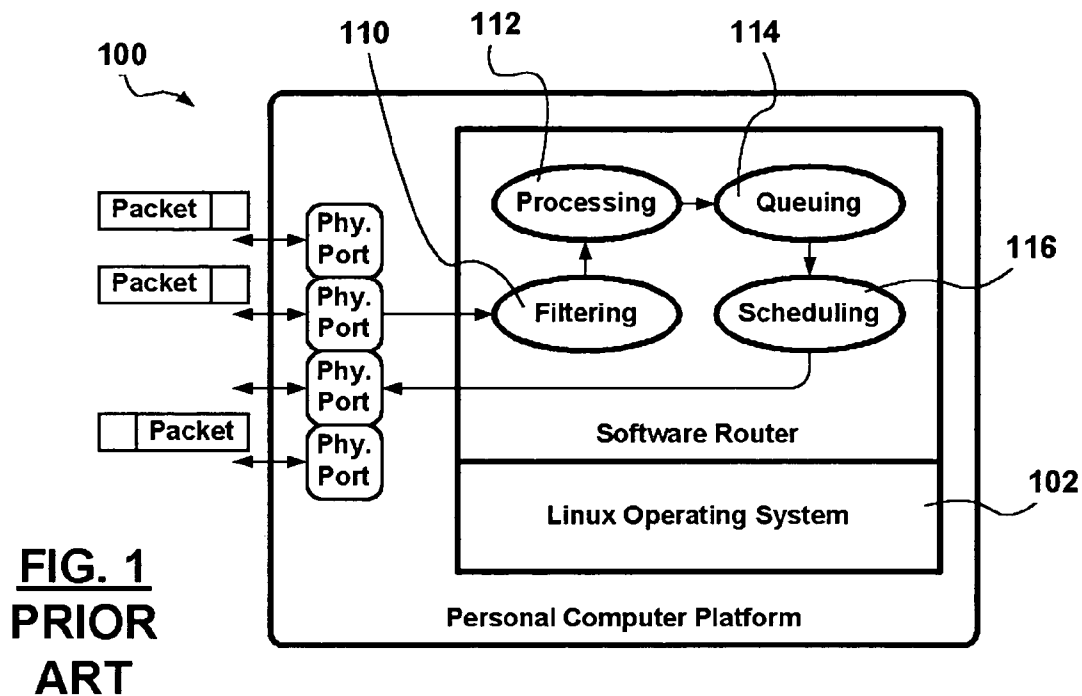 100
110
112
114
Packet
Phy.
Port
Processing
Queuing
116
Packet
Phy.
Port
Filtering
Scheduling
Phy.
Port
Packet
Phy.
Port
Software Router
102
Linux Operating System
FIG. 1
PRIOR
ART
Personal Computer Platform